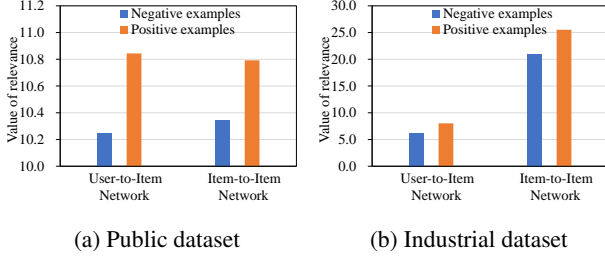 Value of relevance
11.2
11.0
10.8
10.6
10.4
10.2
10.0
Negative examples
Positive examples
User-to-Item
Network
Item-to-Item
Network
(a) Public dataset
Value of relevance
30.0
25.0
20.0
15.0
10.0
5.0
0.0
Negative examples
Positive examples
User-to-Item
Network
Item-to-Item
Network
(b) Industrial dataset